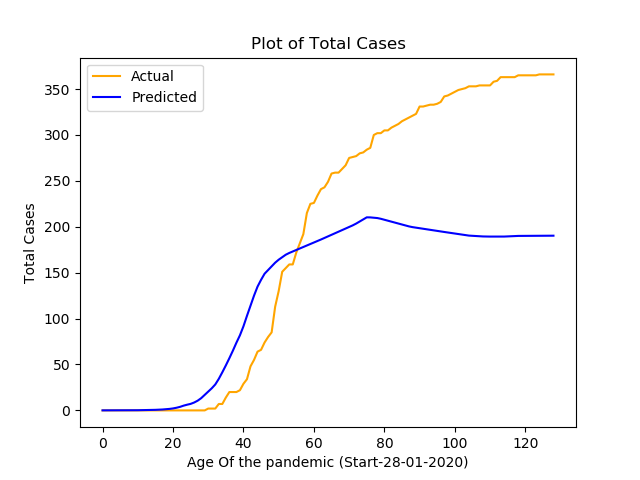 Plot of Total Cases
Actual
Predicted
350
300
250
200
150
100
50
0
Total Cases
0 20 40 60 80 100 120
Age Of the pandemic (Start-28-01-2020)